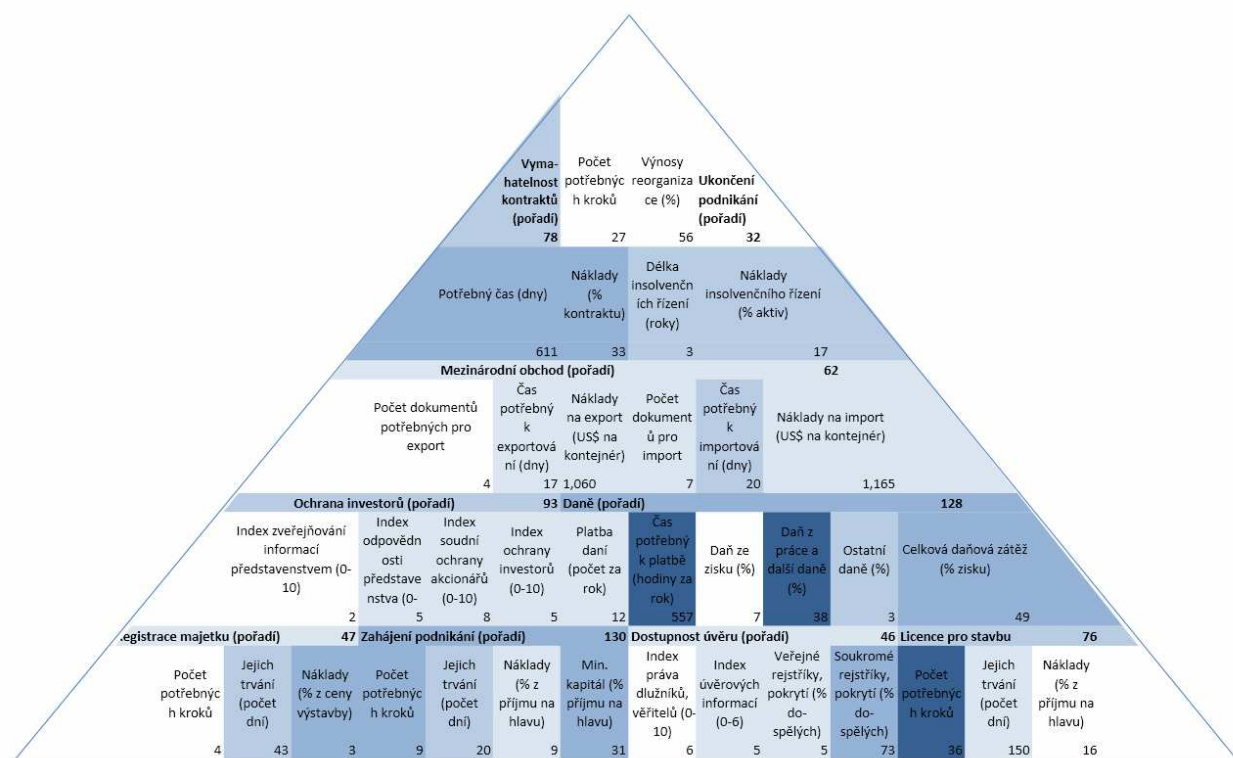 Vyma-
hatelnost
kontraktů
(pořadí)
78
Počet
potřebnýc
h kroků
27
Výnosy
reorganiza
ce (%)
56
Ukončení
podnikání
(pořadí)
32
Potřebný čas (dny)
611
Náklady
(%
kontraktu)
33
Délka
insolvenčn
ích řízení
(roky)
3
Náklady
insolvenčního řízení
(% aktiv)
17
Mezinárodní obchod (pořadí) 62
Počet dokumentů
potřebných pro
export
4
Čas
potřebný
k
exportová
ní (dny)
17
Náklady
na export
(US$ na
kontejnér)
1,060
Počet
dokument
ů pro
import
7
Čas
potřebný
k
importová
ní (dny)
20
Náklady na import
(US$ na kontejnér)
1,165
Ochrana investorů (pořadí) 93 Daně (pořadí) 128
Index zveřejňování
informací
představenstvem (0-
10)
2
Index
odpovědn
osti
představe
nstva (0-
5
Index
soudní
ochrany
akcionářů
(0-10)
8
Index
ochrany
investorů
(0-10)
5
Platba
daní
(počet za
rok)
12
Čas
potřebný
k platbě
(hodiny za
rok)
557
Daň ze
zisku (%)
7
Daň z
práce a
další daně
(%)
38
Ostatní
daně (%)
3
Celková daňová zátěž
(% zisku)
49
egistrace majetku (pořadí) 47 Zahájení podnikání (pořadí) 130 Dostupnost úvěru (pořadí) 46 Licence pro stavbu 76
Počet
potřebnýc
h kroků
4
Jejich
trvání
(počet
dní)
43
Náklady
(% z ceny
výstavby)
3
Počet
potřebnýc
h kroků
9
Jejich
trvání
(počet
dní)
20
Náklady
(% z
příjmu na
hlavu)
9
Min.
kapitál (%
příjmu na
hlavu)
31
Index
práva
dlužníků,
věřitelů (0-
10)
6
Index
úvěrových
informací
(0-6)
5
Veřejné
rejstříky,
pokrytí (%
do-
spělých)
5
Soukromé
rejstříky,
pokrytí (%
do-
spělých)
73
Počet
potřebnýc
h kroků
36
Jejich
trvání
(počet
dní)
150
Náklady
(% z
příjmu na
hlavu)
16